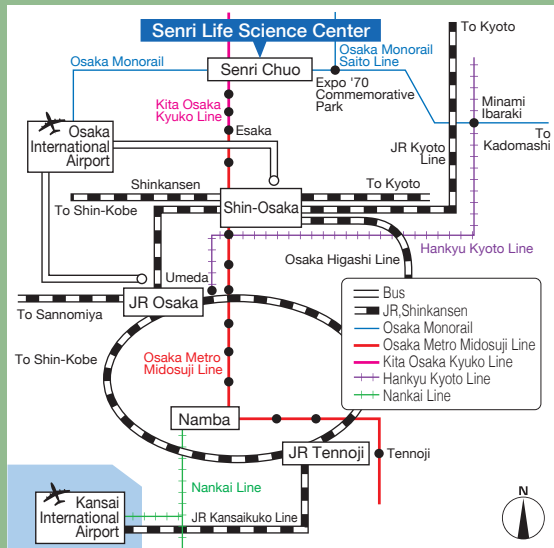 To Kyoto
Senri Life Science Center
Osaka Monorail
Osaka Monorail
Saito Line
Senri Chuo
Expo '70
Commemorative
Park
Kita Osaka
Kyuko Line
Minami
Ibaraki
Esaka
To
Kadomashi
Osaka
International
Airport
JR Kyoto
Line
Shinkansen
To Kyoto
To Shin-Kobe
Shin-Osaka
Hankyu Kyoto Line
Osaka Higashi Line
Umeda
JR Osaka
To Sannomiya
To Shin-Kobe
Bus
JR,Shinkansen
Osaka Monorail
Osaka Metro Midosuji Line
Kita Osaka Kyuko Line
Hankyu Kyoto Line
Nankai Line
Osaka Metro
Midosuji Line
Namba
JR Tennoji
Tennoji
Nankai Line
Kansai
International
Airport
JR Kansaikuko Line
N